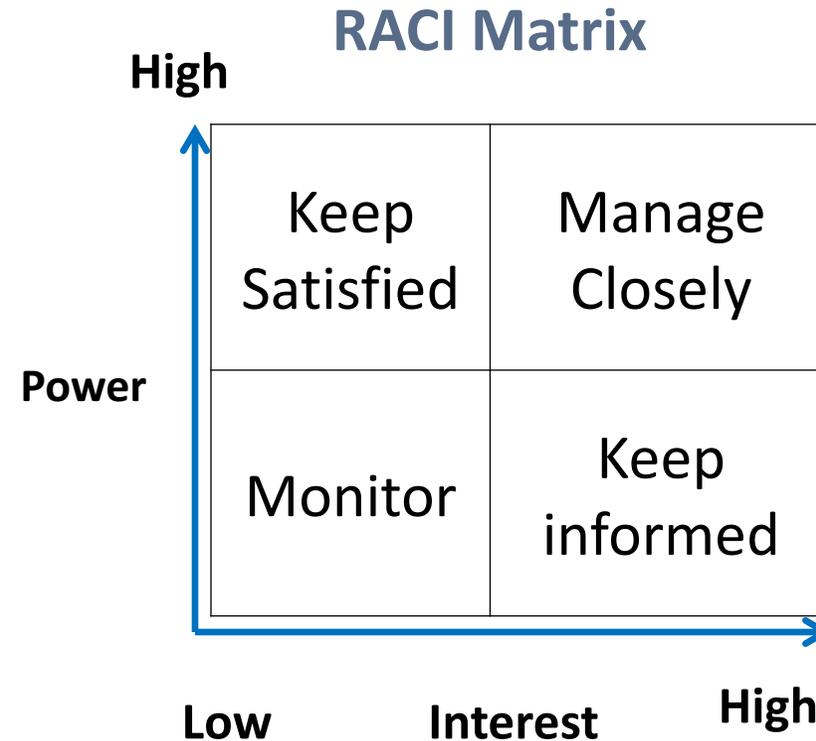 RACI Matrix
High
Keep
Satisfied
Manage
Closely
Power
Monitor
Keep
informed
Low
Interest
High